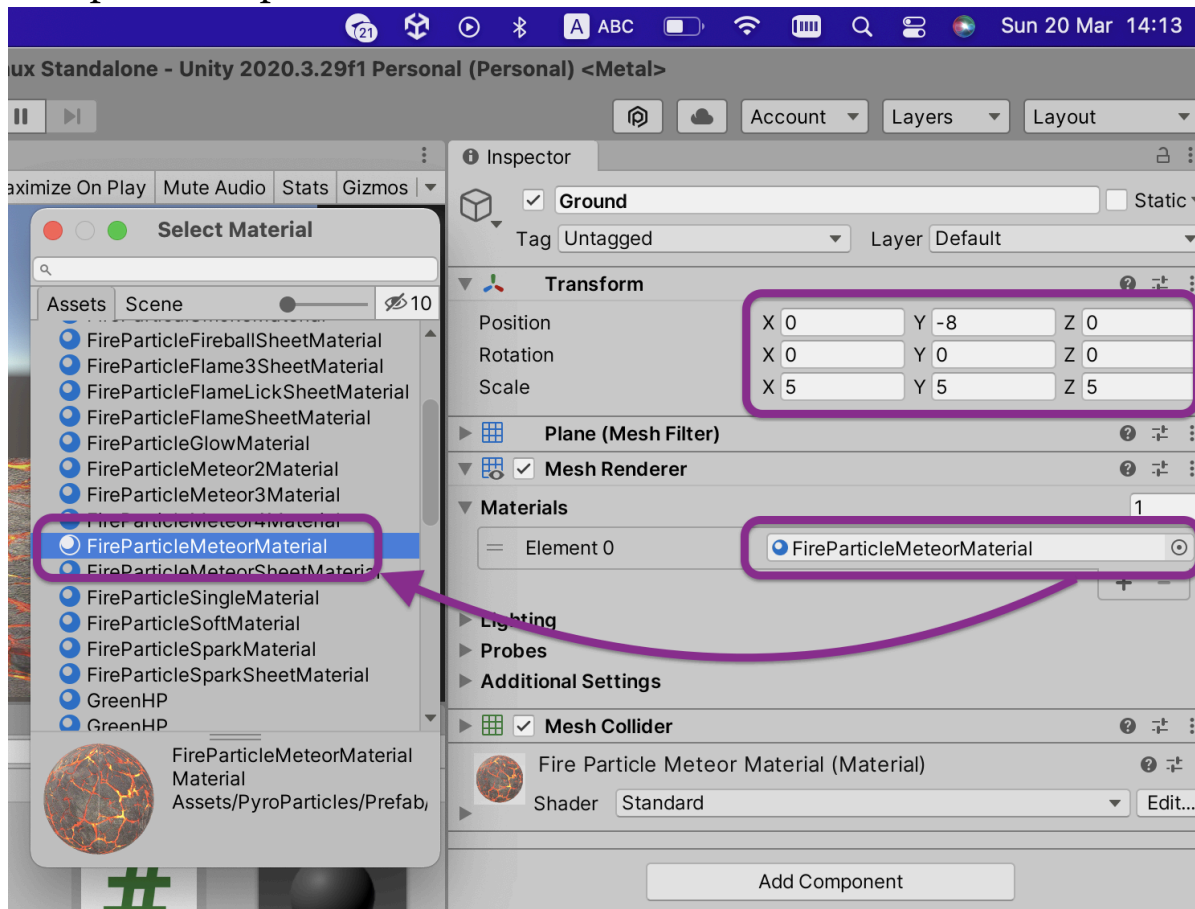 21
A ABC
Sun 20 Mar 14:13
ux Standalone - Unity 2020.3.29f1 Personal (Personal) <Metal>
Account
Layers
Layout
Inspector
aximize On Play Mute Audio Stats Gizmos
Ground
Static
Tag Untagged
Layer Default
Select Material
Assets Scene
10
FireParticleFireballSheetMaterial
FireParticleFlame3SheetMaterial
FireParticleFlameLickSheetMaterial
FireParticleFlameSheetMaterial
FireParticleGlowMaterial
FireParticleMeteor2Material
FireParticleMeteor3Material
FireParticleMeteor4Material
FireParticleMeteorMaterial
FireParticleMeteorSheetMaterial
FireParticleSingleMaterial
FireParticleSoftMaterial
FireParticleSparkMaterial
FireParticleSparkSheetMaterial
GreenHP
GreenHP
FireParticleMeteorMaterial
Material
Assets/PyroParticles/Prefab/
Transform
Position X 0 Y -8 Z 0
Rotation X 0 Y 0 Z 0
Scale X 5 Y 5 Z 5
Plane (Mesh Filter)
Mesh Renderer
Materials 1
Element 0 FireParticleMeteorMaterial
Lighting
Probes
Additional Settings
Mesh Collider
Fire Particle Meteor Material (Material)
Shader Standard Edit...
Add Component
#